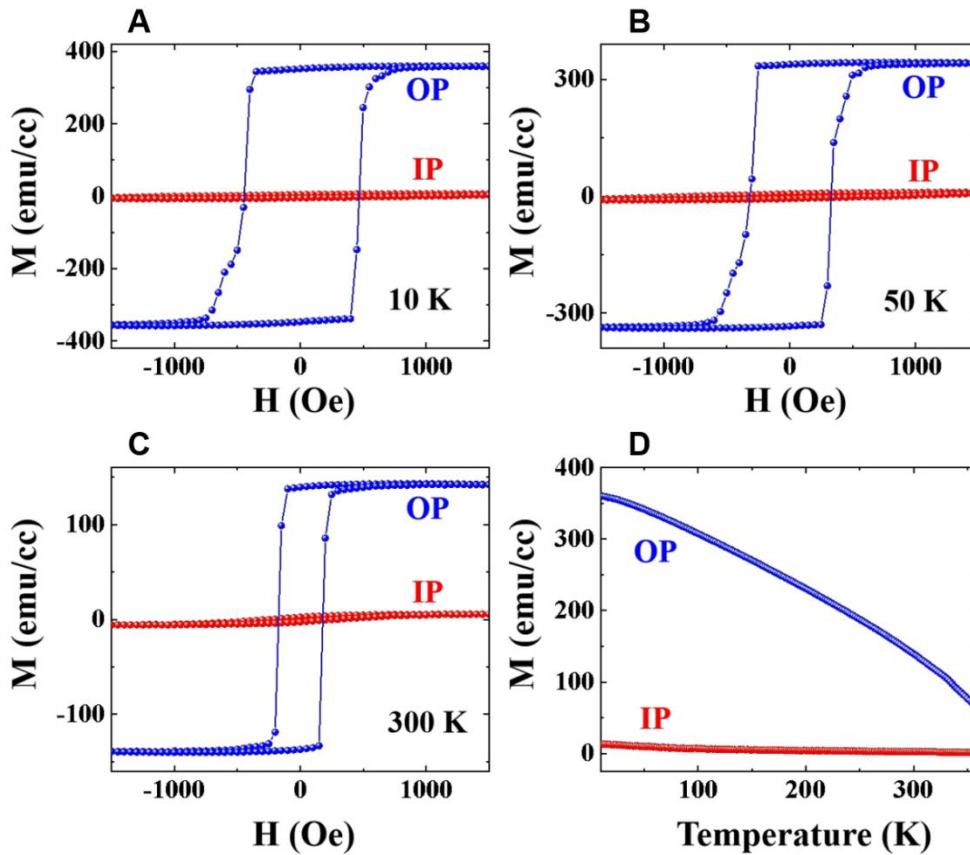 A
M (emu/cc)
400
200
0
-200
-400
OP
IP
10 K
-1000 0 1000
H (Oe)
B
M (emu/cc)
300
0
-300
OP
IP
50 K
-1000 0 1000
H (Oe)
C
M (emu/cc)
100
0
-100
OP
IP
300 K
-1000 0 1000
H (Oe)
D
M (emu/cc)
400
300
200
100
0
OP
IP
100 200 300
Temperature (K)